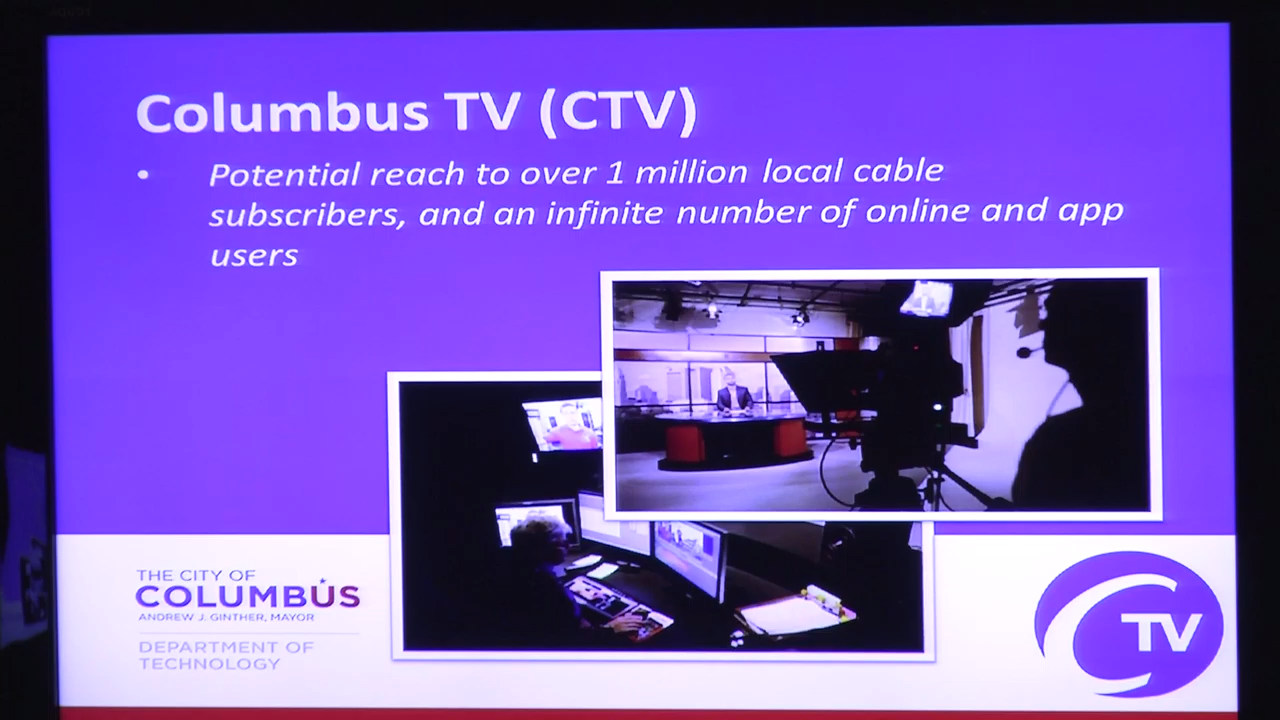 Columbus TV (CTV)
• Potential reach to over 1 million local cable
subscribers, and an infinite number of online and app
users
THE CITY OF
COLUMBUS
ANDREW J. GINTHER, MAYOR
DEPARTMENT OF
TECHNOLOGY
CTV